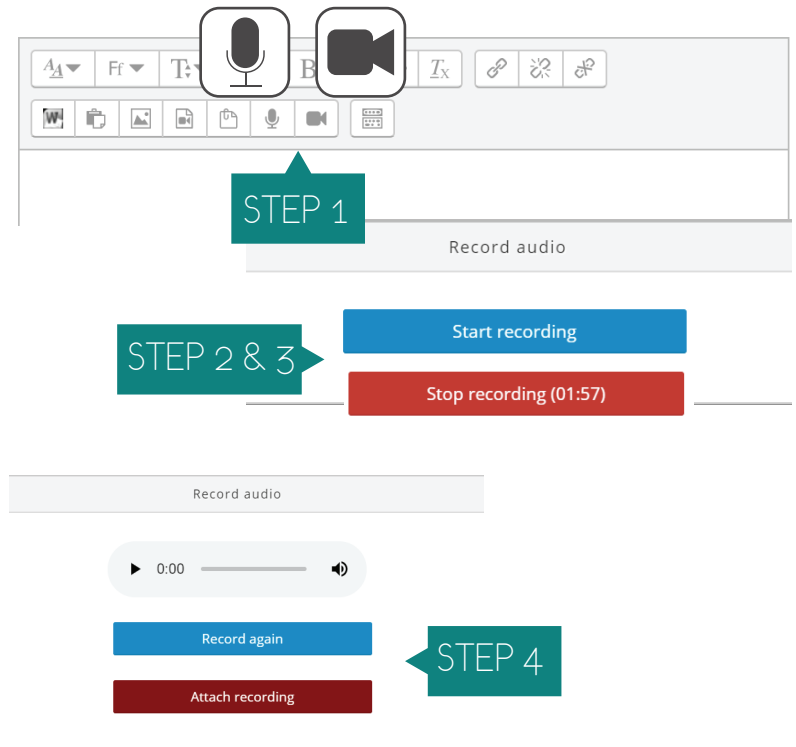 AA Ff T B Tx
W
STEP 1
Record audio
Start recording
STEP 2 & 3
Stop recording (01:57)
Record audio
0:00
Record again
STEP 4
Attach recording